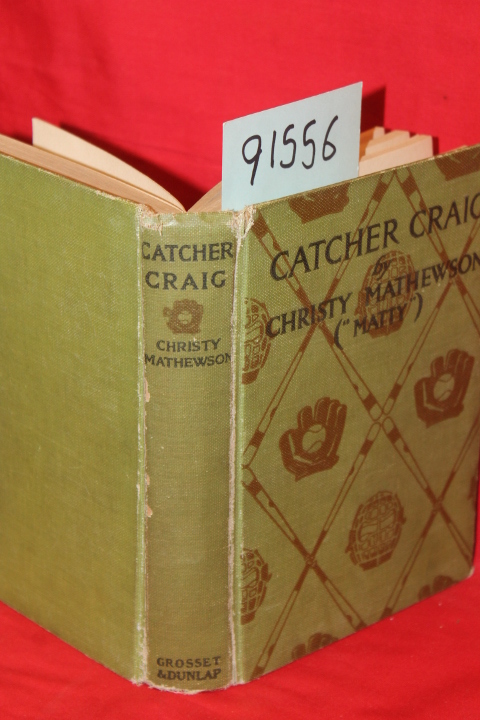 91556
CATCHER
CRAIG
CHRISTY
MATHEWSON
GROSSET
& DUNLAP
CATCHER CRAIG
by
CHRISTY MATHEWSON
("MATTY")